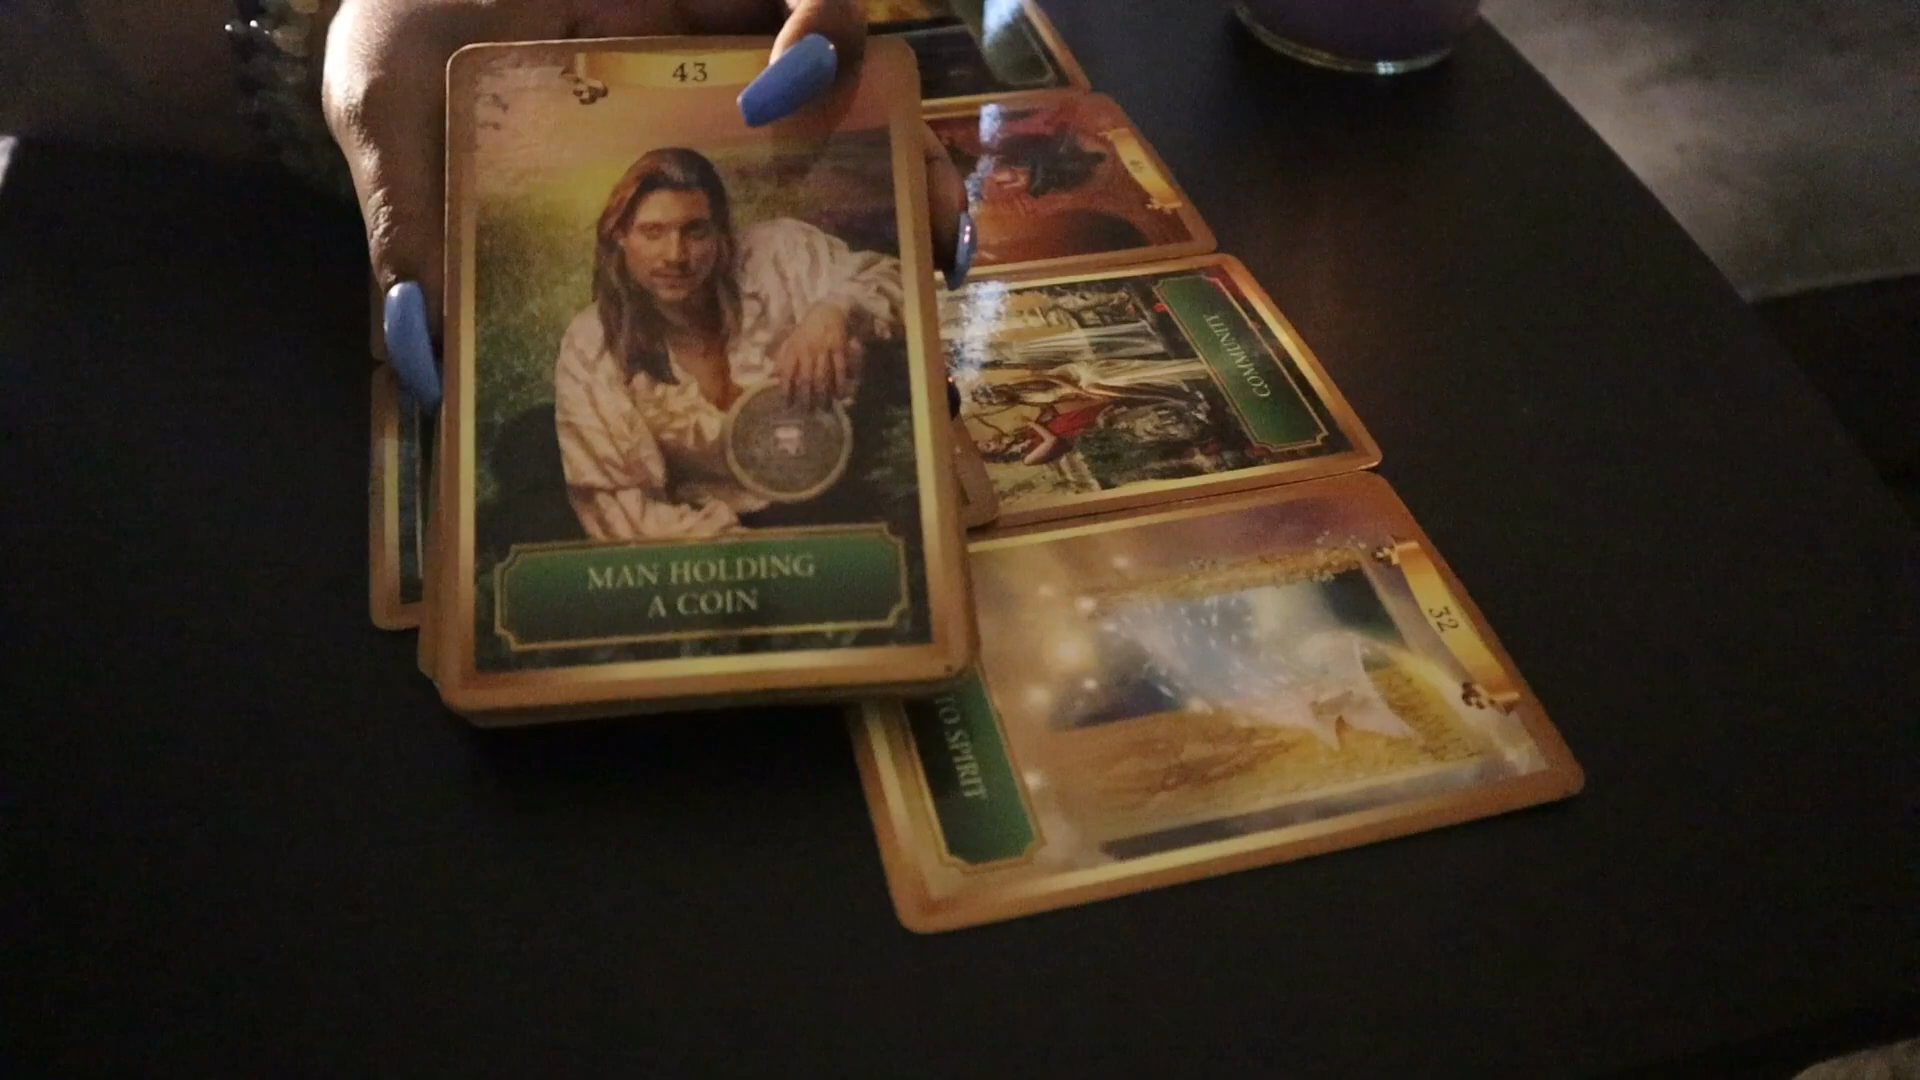 43
MAN HOLDING
A COIN
COMMUNITY
32
TO SPIRIT